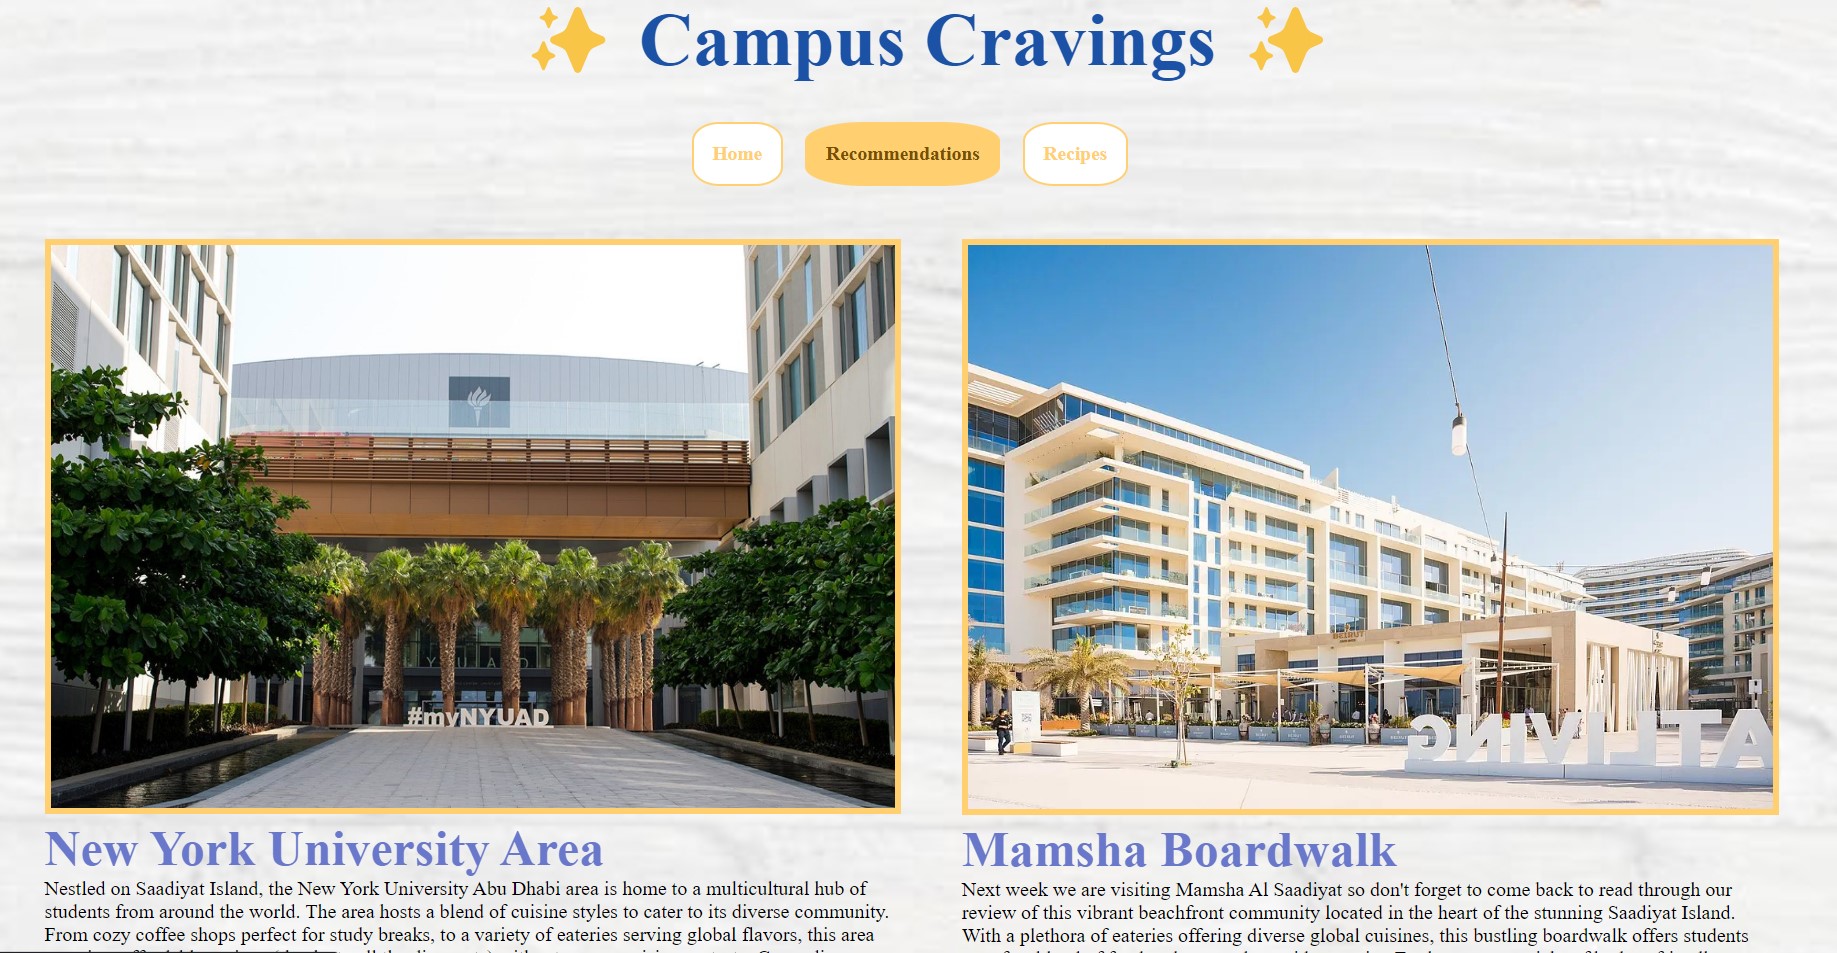 Campus Cravings
Home
Recommendations
Recipes
#myNYUAD
BEIRUT
ATLIVING
New York University Area
Nestled on Saadiyat Island, the New York University Abu Dhabi area is home to a multicultural hub of
students from around the world. The area hosts a blend of cuisine styles to cater to its diverse community.
From cozy coffee shops perfect for study breaks, to a variety of eateries serving global flavors, this area
Mamsha Boardwalk
Next week we are visiting Mamsha Al Saadiyat so don't forget to come back to read through our
review of this vibrant beachfront community located in the heart of the stunning Saadiyat Island.
With a plethora of eateries offering diverse global cuisines, this bustling boardwalk offers students